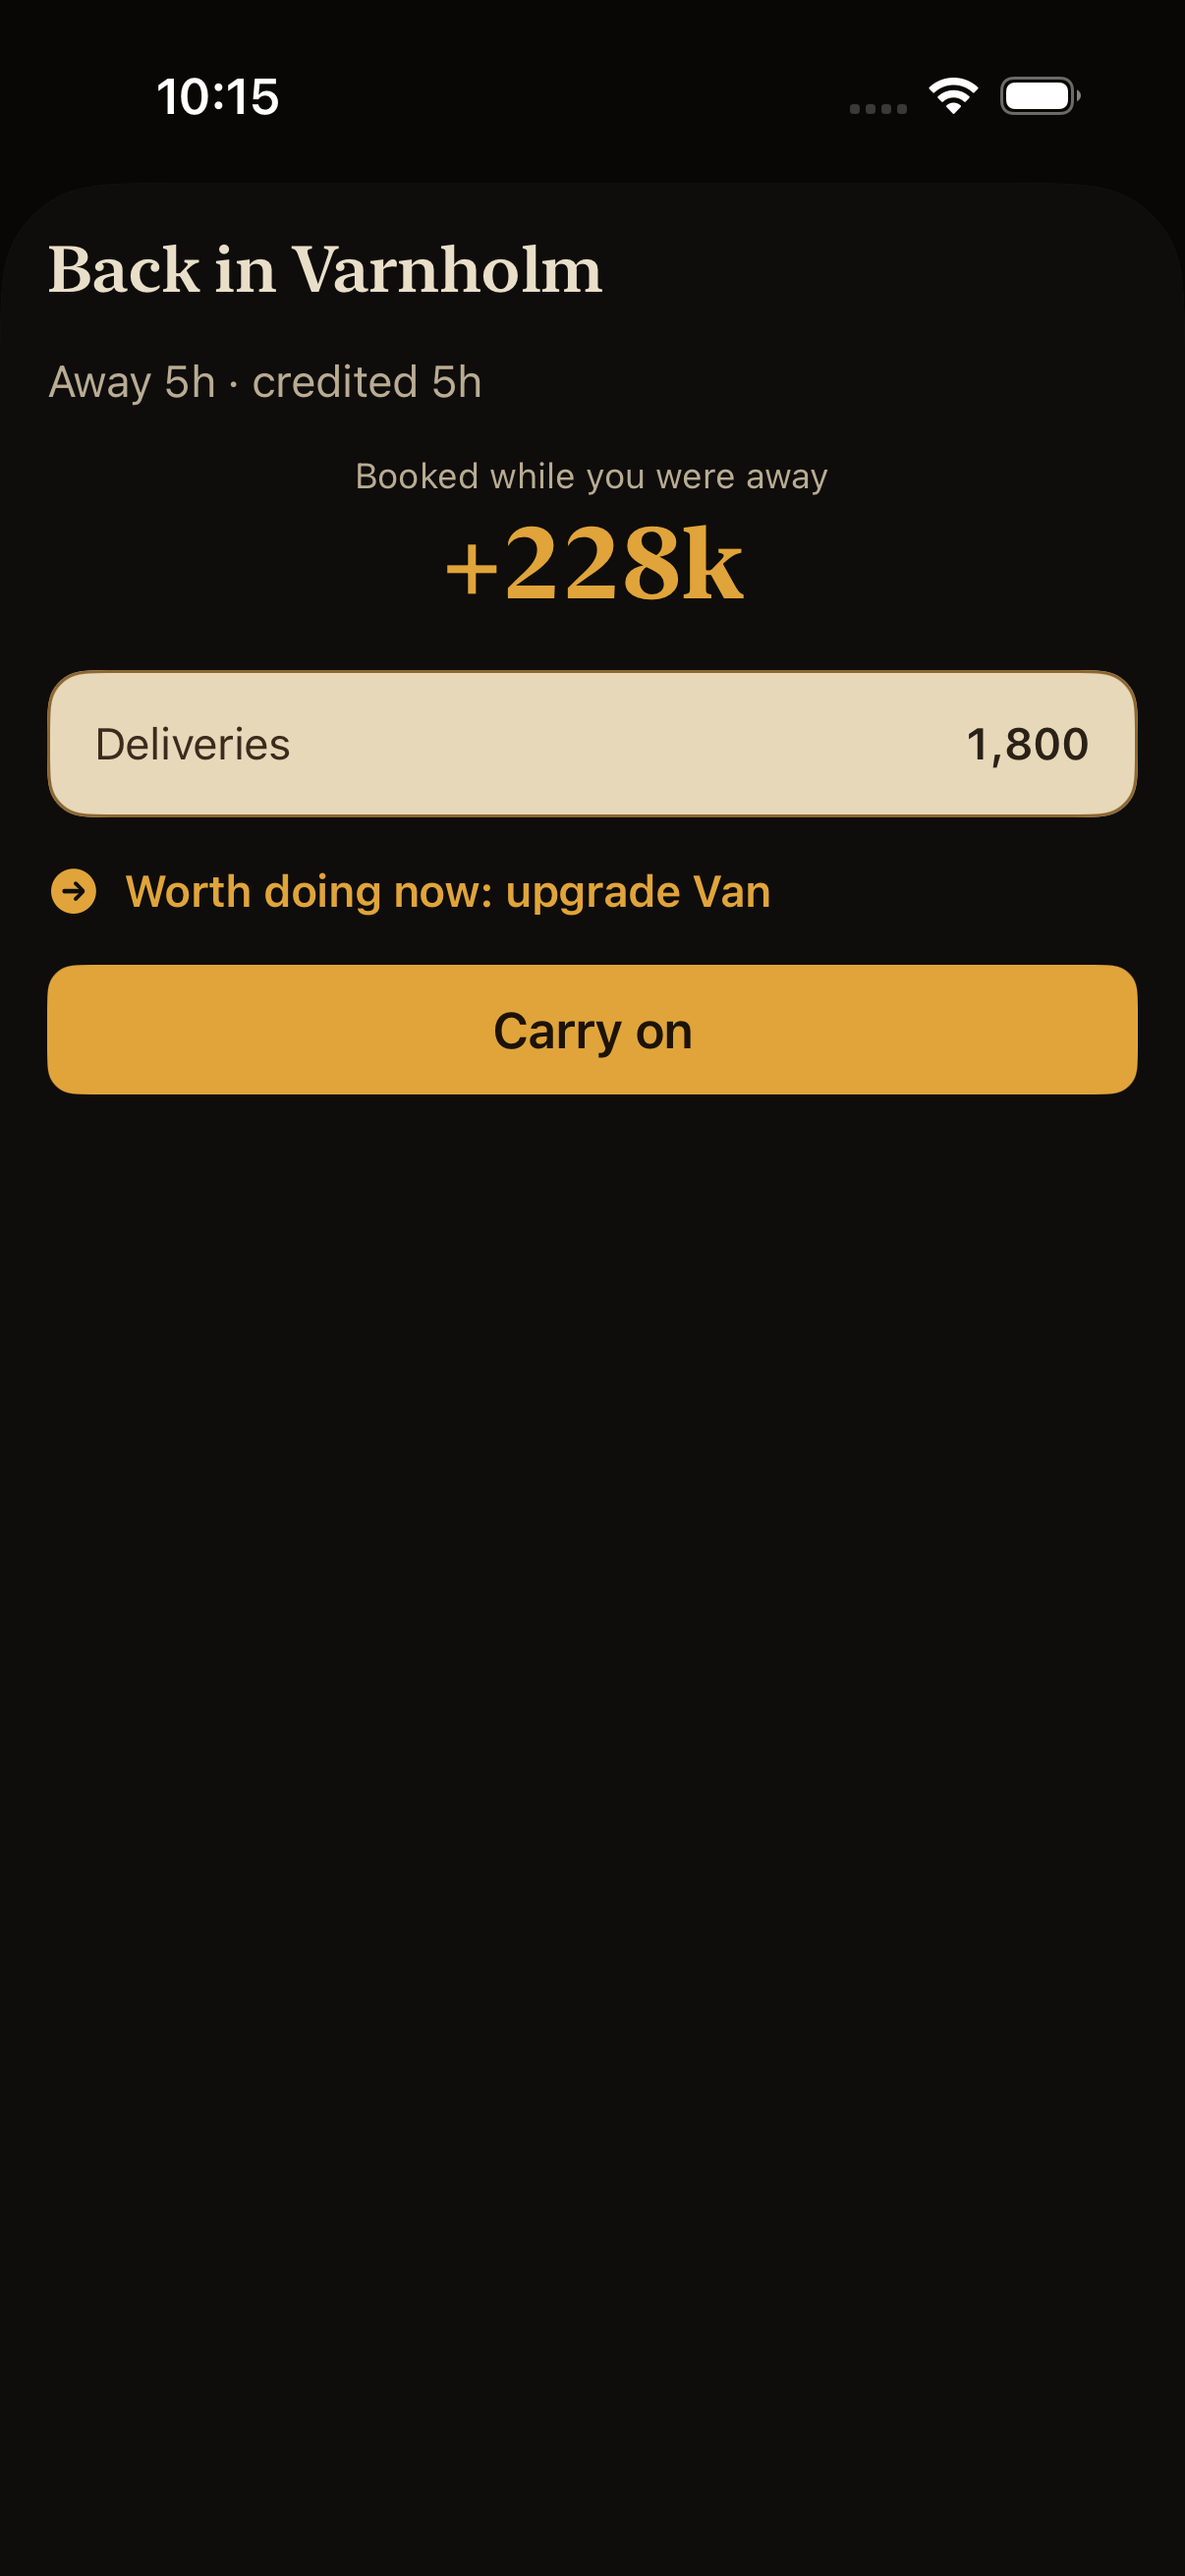 10:15
Back in Varnholm
Away 5h · credited 5h
Booked while you were away
+228k
Deliveries 1,800
Worth doing now: upgrade Van
Carry on